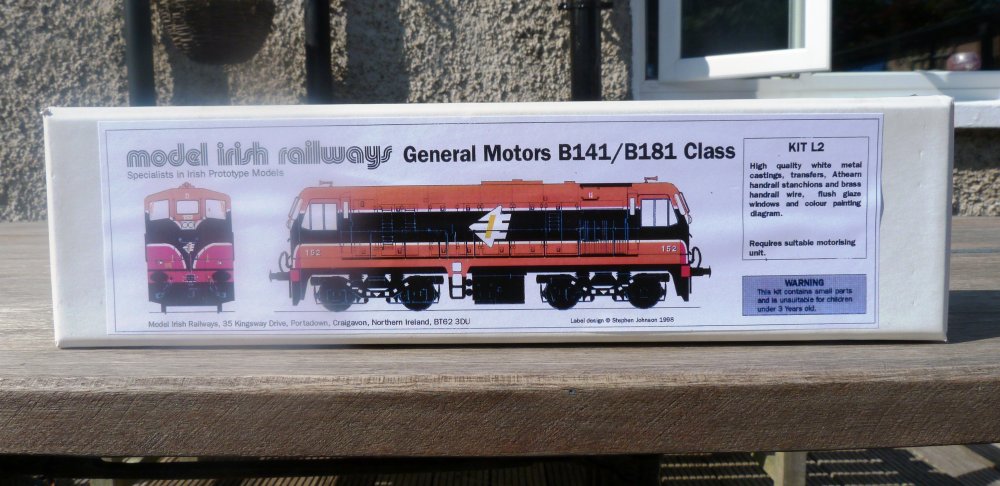 model irish railways General Motors B141/B181 Class
Specialists in Irish Prototype Models
KIT L2
High quality white metal
castings, transfers, Athearn
handrail stanchions and brass
handrail wire, flush glaze
windows and colour painting
diagram.
Requires suitable motorising
unit.
152
152
152
WARNING
This kit contains small parts
and is unsuitable for children
under 3 Years old.
Model Irish Railways, 35 Kingsway Drive, Portadown, Craigavon, Northern Ireland, BT62 3DU
Label design © Stephen Johnson 1998